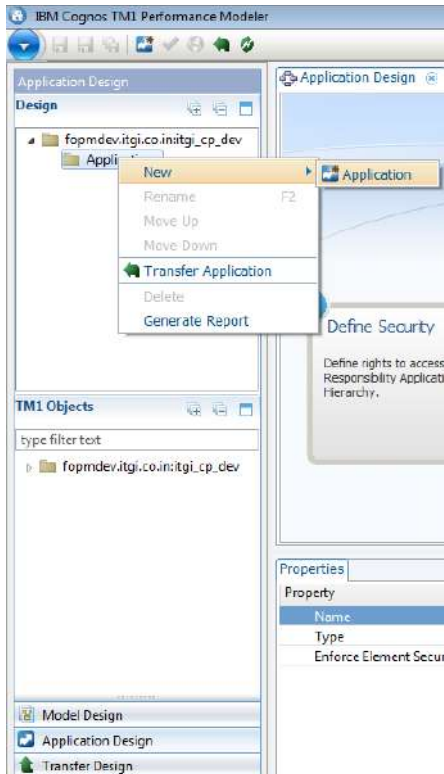 IBM Cognos TM1 Performance Modeler
Application Design
Design
fopmdev.itgi.co.in:itgi_cp_dev
New
Application
Rename F2
Move Up
Move Down
Transfer Application
Delete
Generate Report
TM1 Objects
type filter text
fopmdev.itgi.co.in:itgi_cp_dev
Model Design
Application Design
Transfer Design
Application Design
Define Security
Define rights to access
Responsibility Applicati
Hierarchy.
Properties
Property
Name
Type
Enforce Element Secur